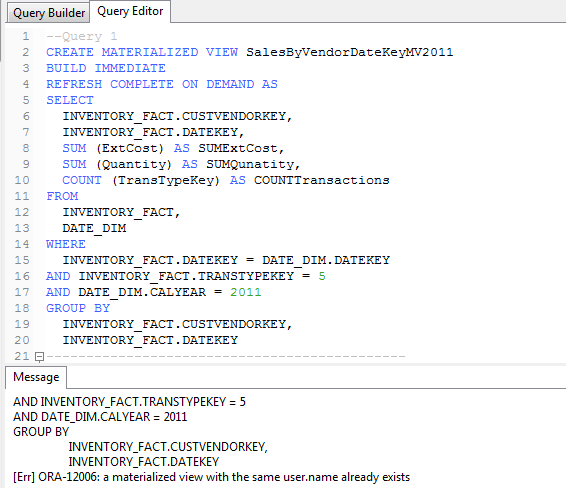 Query Builder Query Editor
1 --Query 1
2 CREATE MATERIALIZED VIEW SalesByVendorDateKeyMV2011
3 BUILD IMMEDIATE
4 REFRESH COMPLETE ON DEMAND AS
5 SELECT
6 INVENTORY_FACT.CUSTVENDORKEY,
7 INVENTORY_FACT.DATEKEY,
8 SUM (ExtCost) AS SUMExtCost,
9 SUM (Quantity) AS SUMQunatity,
10 COUNT (TransTypeKey) AS COUNTTransactions
11 FROM
12 INVENTORY_FACT,
13 DATE_DIM
14 WHERE
15 INVENTORY_FACT.DATEKEY = DATE_DIM.DATEKEY
16 AND INVENTORY_FACT.TRANSTYPEKEY = 5
17 AND DATE_DIM.CALYEAR = 2011
18 GROUP BY
19 INVENTORY_FACT.CUSTVENDORKEY,
20 INVENTORY_FACT.DATEKEY
21 ---------------------------------------------
Message
AND INVENTORY_FACT.TRANSTYPEKEY = 5
AND DATE_DIM.CALYEAR = 2011
GROUP BY
INVENTORY_FACT.CUSTVENDORKEY,
INVENTORY_FACT.DATEKEY
[Err] ORA-12006: a materialized view with the same user.name already exists